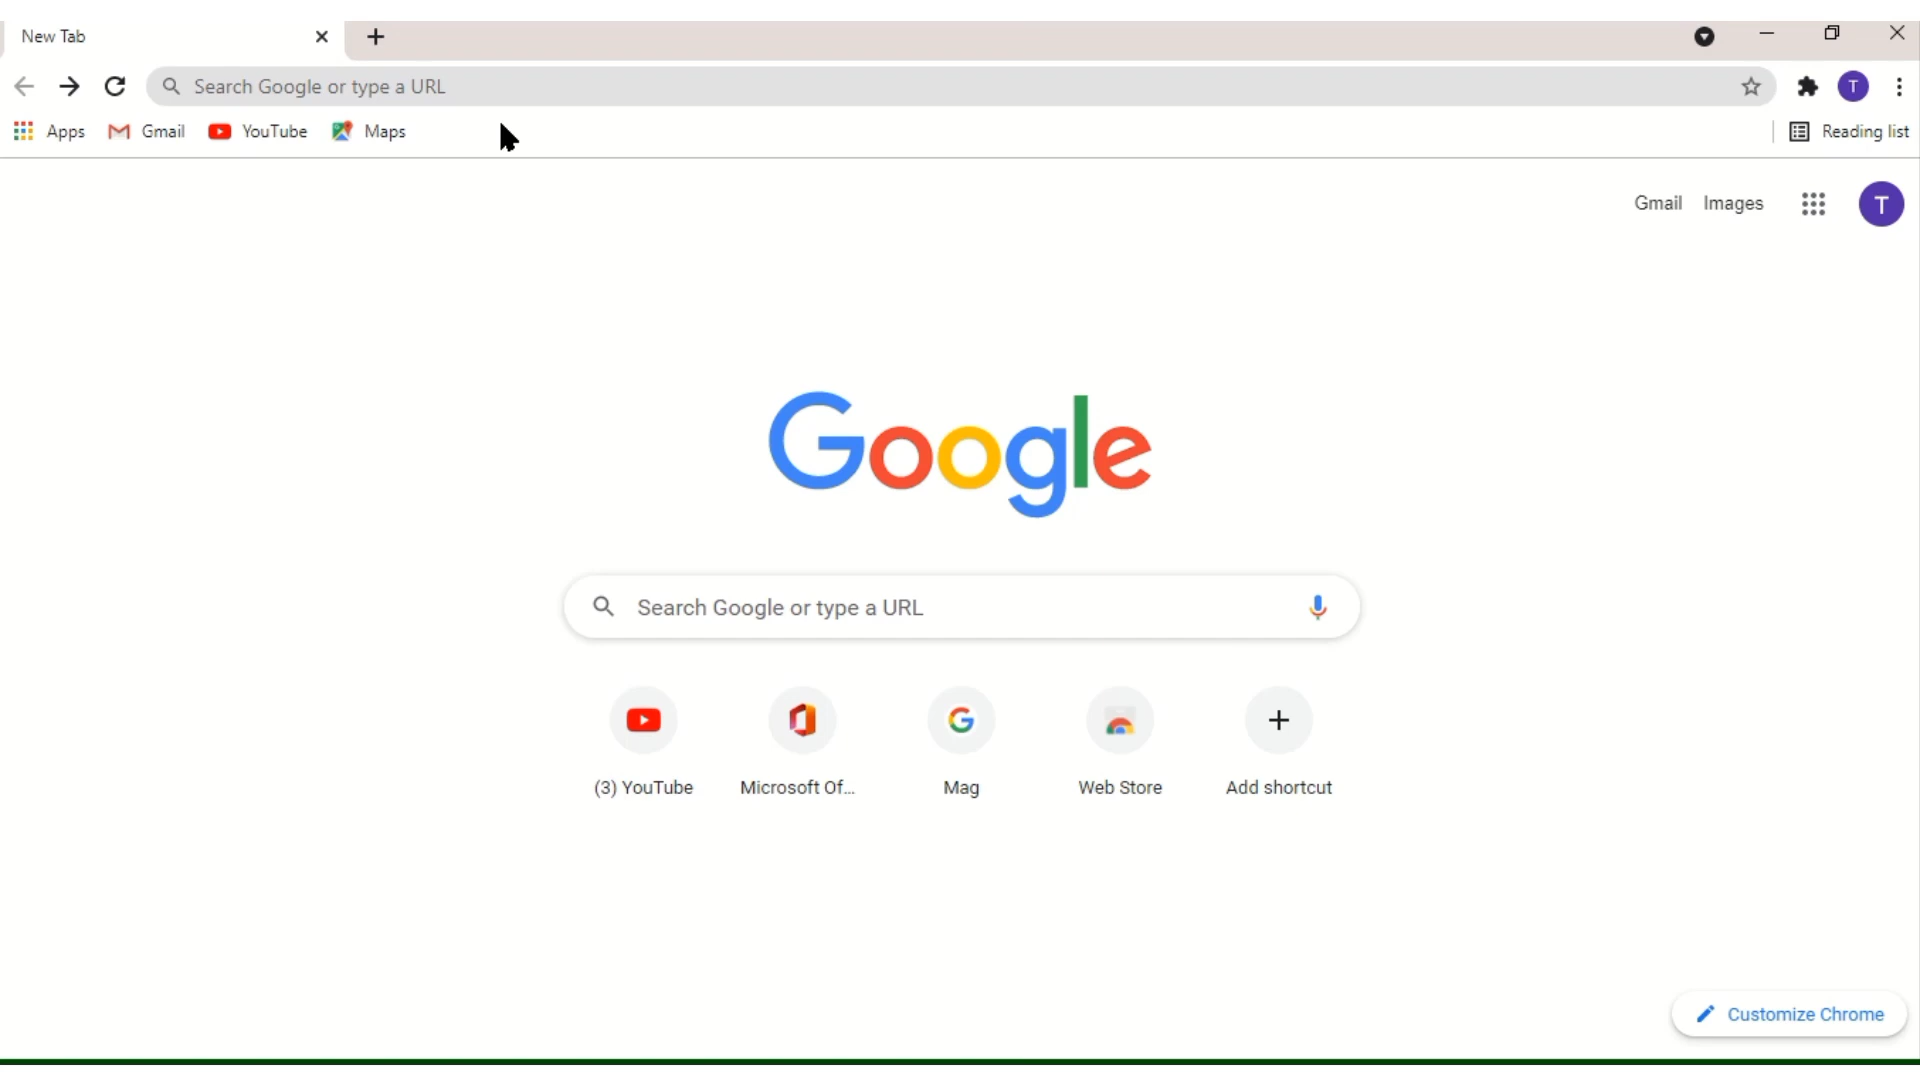 New Tab
Search Google or type a URL
Apps Gmail YouTube Maps Reading list
Gmail Images T
Google
Search Google or type a URL
(3) YouTube Microsoft Of... Mag Web Store Add shortcut
Customize Chrome